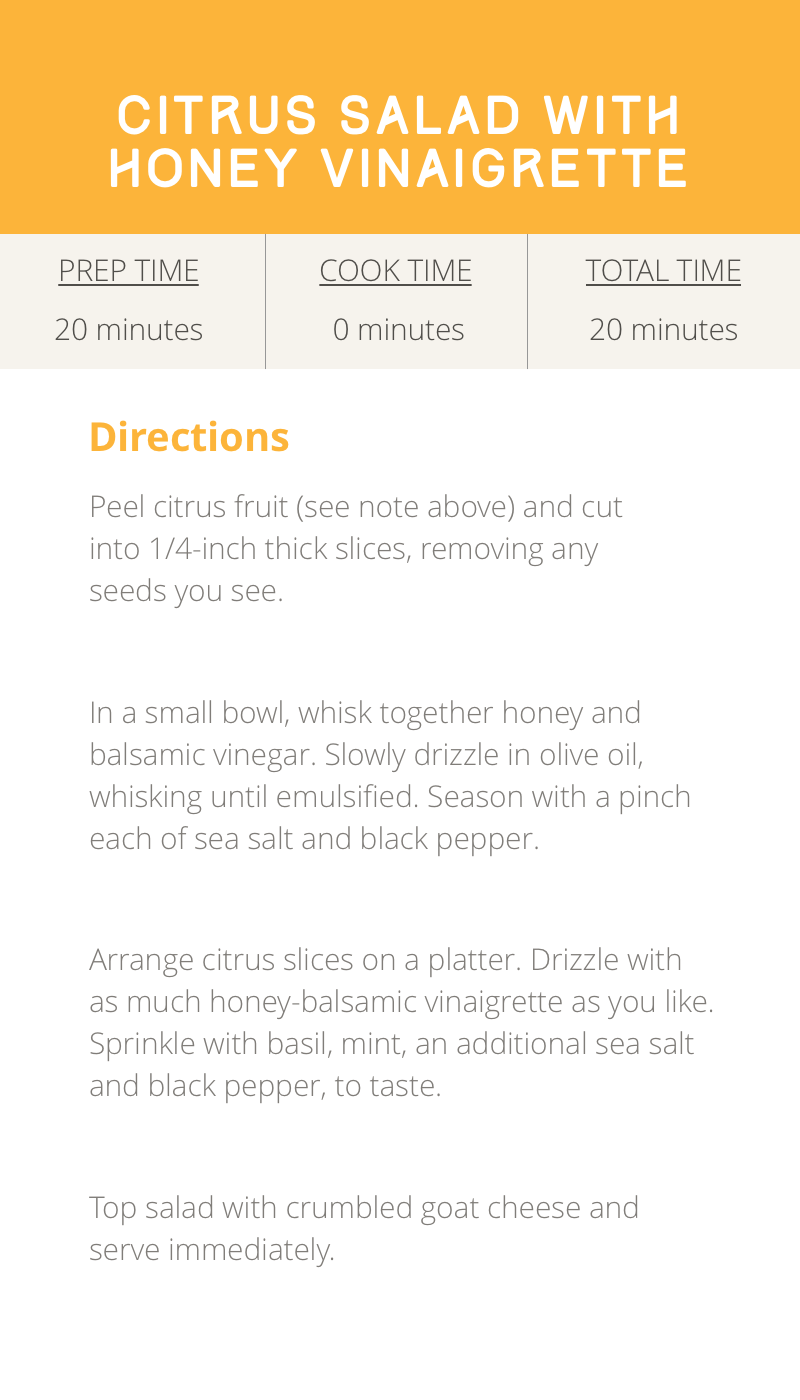 CITRUS SALAD WITH
HONEY VINAIGRETTE
PREP TIME
COOK TIME
TOTAL TIME
20 minutes
0 minutes
20 minutes
Directions
Peel citrus fruit (see note above) and cut
into 1/4-inch thick slices, removing any
seeds you see.
In a small bowl, whisk together honey and
balsamic vinegar. Slowly drizzle in olive oil,
whisking until emulsified. Season with a pinch
each of sea salt and black pepper.
Arrange citrus slices on a platter. Drizzle with
as much honey-balsamic vinaigrette as you like.
Sprinkle with basil, mint, an additional sea salt
and black pepper, to taste.
Top salad with crumbled goat cheese and
serve immediately.